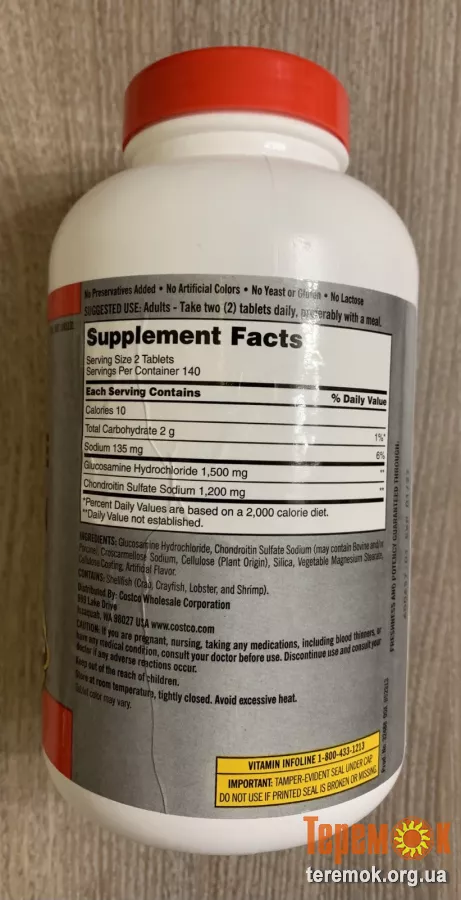 No Preservatives Added • No Artificial Colors • No Yeast or Gluten • No Lactose
SUGGESTED USE: Adults - Take two (2) tablets daily, preferably with a meal.
Supplement Facts
Serving Size 2 Tablets
Servings Per Container 140
Each Serving Contains % Daily Value
Calories 10
Total Carbohydrate 2 g 1%*
Sodium 135 mg 6%
Glucosamine Hydrochloride 1,500 mg **
Chondroitin Sulfate Sodium 1,200 mg **
*Percent Daily Values are based on a 2,000 calorie diet.
**Daily Value not established.
INGREDIENTS: Glucosamine Hydrochloride, Chondroitin Sulfate Sodium (may contain Bovine and/or
Porcine), Croscarmellose Sodium, Cellulose (Plant Origin), Silica, Vegetable Magnesium Stearate,
Cellulose Coating, Artificial Flavor.
CONTAINS: Shellfish (Crab, Crayfish, Lobster, and Shrimp).
Distributed By: Costco Wholesale Corporation
Lake Drive
Issaquah, WA 98027 USA www.costco.com
CAUTION: If you are pregnant, nursing, taking any medications, including blood thinners, or
have any medical condition, consult your doctor before use. Discontinue use and consult your
doctor if any adverse reactions occur.
Keep out of the reach of children.
Store at room temperature, tightly closed. Avoid excessive heat.
Tablet color may vary.
FRESHNESS AND POTENCY GUARANTEED THROUGH:
VITAMIN INFOLINE 1-800-433-1213
IMPORTANT: TAMPER-EVIDENT SEAL UNDER CAP
DO NOT USE IF PRINTED SEAL IS BROKEN OR MISSING
Теремок
teremok.org.ua